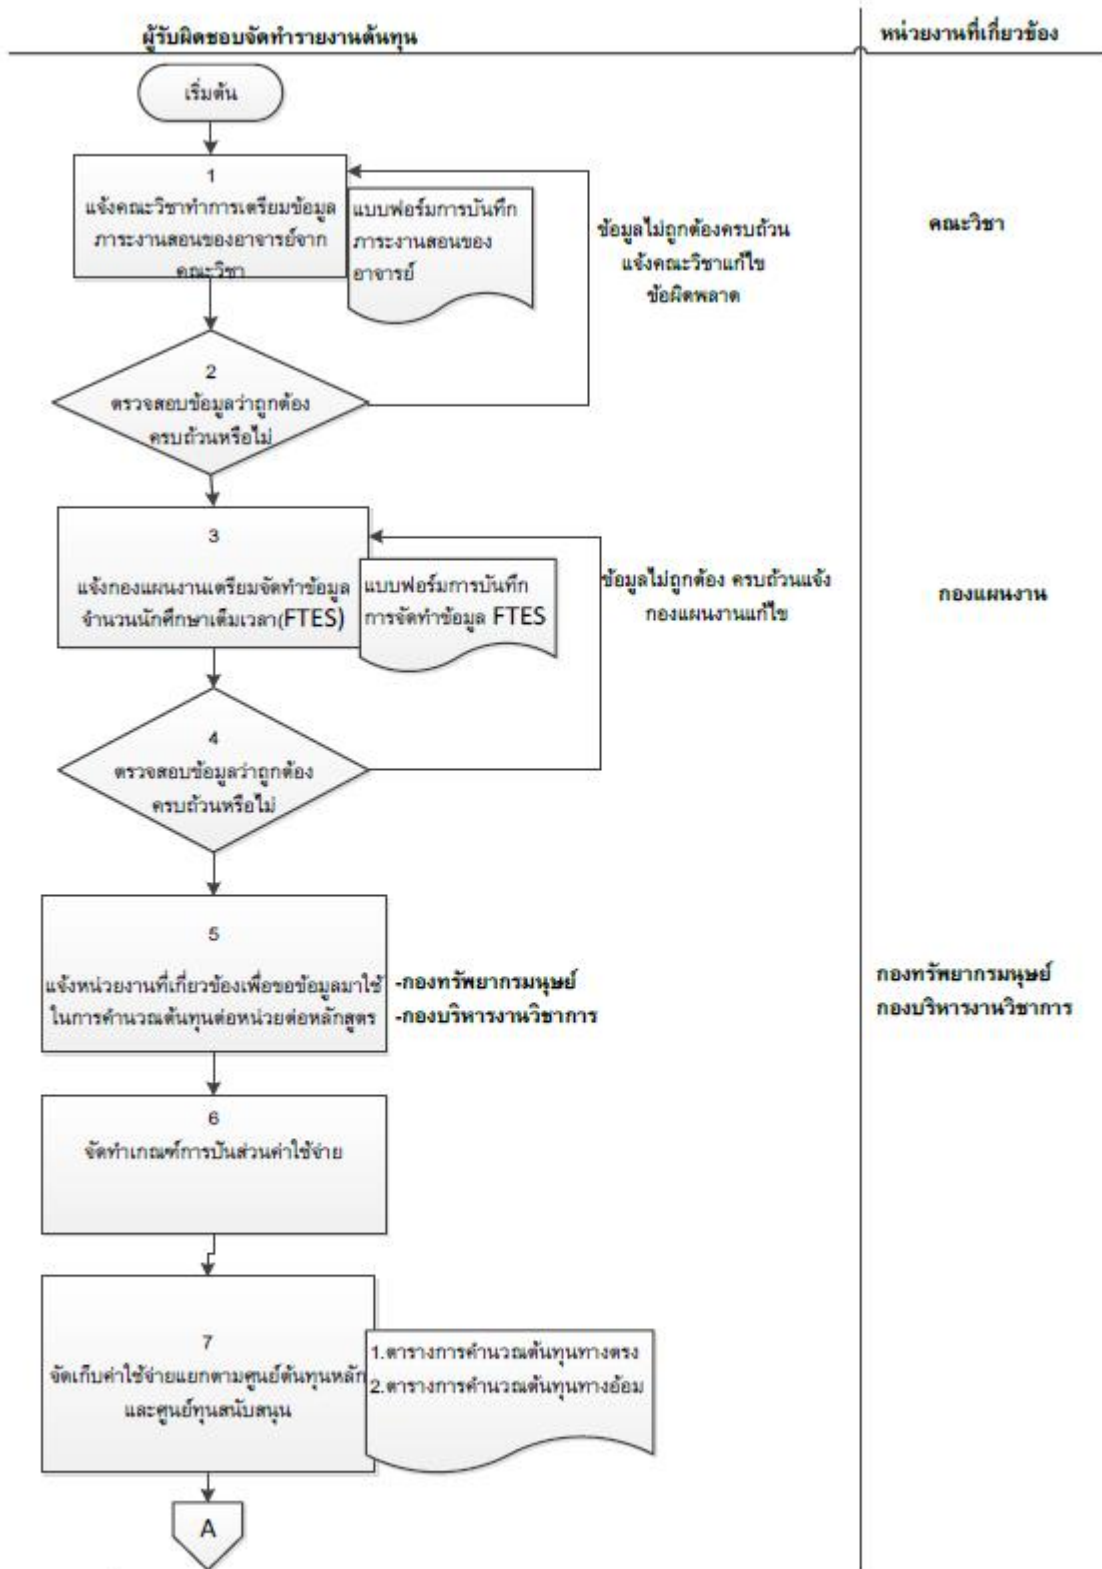 ผู้รับผิดชอบจัดทำรายงานต้นทุน
หน่วยงานที่เกี่ยวข้อง
เริ่มต้น
1
แจ้งคณะวิชาทำการเตรียมข้อมูล
ภาระงานสอนของอาจารย์จาก
คณะวิชา
แบบฟอร์มการบันทึก
ภาระงานสอนของ
อาจารย์
ข้อมูลไม่ถูกต้องครบถ้วน
แจ้งคณะวิชาแก้ไข
ข้อผิดพลาด
คณะวิชา
2
ตรวจสอบข้อมูลว่าถูกต้อง
ครบถ้วนหรือไม่
3
แจ้งกองแผนงานเตรียมจัดทำข้อมูล
จำนวนนักศึกษาเต็มเวลา(FTES)
แบบฟอร์มการบันทึก
การจัดทำข้อมูล FTES
ข้อมูลไม่ถูกต้อง ครบถ้วนแจ้ง
กองแผนงานแก้ไข
กองแผนงาน
4
ตรวจสอบข้อมูลว่าถูกต้อง
ครบถ้วนหรือไม่
5
แจ้งหน่วยงานที่เกี่ยวข้องเพื่อขอข้อมูลมาใช้
ในการคำนวณต้นทุนต่อหน่วยต่อหลักสูตร
-กองทรัพยากรมนุษย์
-กองบริหารงานวิชาการ
กองทรัพยากรมนุษย์
กองบริหารงานวิชาการ
6
จัดทำเกณฑ์การปันส่วนค่าใช้จ่าย
7
จัดเก็บค่าใช้จ่ายแยกตามศูนย์ต้นทุนหลัก
และศูนย์ทุนสนับสนุน
1.ตารางการคำนวณต้นทุนทางตรง
2.ตารางการคำนวณต้นทุนทางอ้อม
A